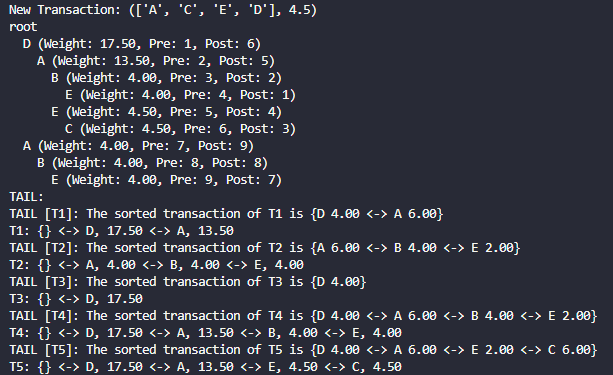 New Transaction: (['A', 'C', 'E', 'D'], 4.5)
root
D (Weight: 17.50, Pre: 1, Post: 6)
A (Weight: 13.50, Pre: 2, Post: 5)
B (Weight: 4.00, Pre: 3, Post: 2)
E (Weight: 4.00, Pre: 4, Post: 1)
E (Weight: 4.50, Pre: 5, Post: 4)
C (Weight: 4.50, Pre: 6, Post: 3)
A (Weight: 4.00, Pre: 7, Post: 9)
B (Weight: 4.00, Pre: 8, Post: 8)
E (Weight: 4.00, Pre: 9, Post: 7)
TAIL:
TAIL [T1]: The sorted transaction of T1 is {D 4.00 <-> A 6.00}
T1: {} <-> D, 17.50 <-> A, 13.50
TAIL [T2]: The sorted transaction of T2 is {A 6.00 <-> B 4.00 <-> E 2.00}
T2: {} <-> A, 4.00 <-> B, 4.00 <-> E, 4.00
TAIL [T3]: The sorted transaction of T3 is {D 4.00}
T3: {} <-> D, 17.50
TAIL [T4]: The sorted transaction of T4 is {D 4.00 <-> A 6.00 <-> B 4.00 <-> E 2.00}
T4: {} <-> D, 17.50 <-> A, 13.50 <-> B, 4.00 <-> E, 4.00
TAIL [T5]: The sorted transaction of T5 is {D 4.00 <-> A 6.00 <-> E 2.00 <-> C 6.00}
T5: {} <-> D, 17.50 <-> A, 13.50 <-> E, 4.50 <-> C, 4.50